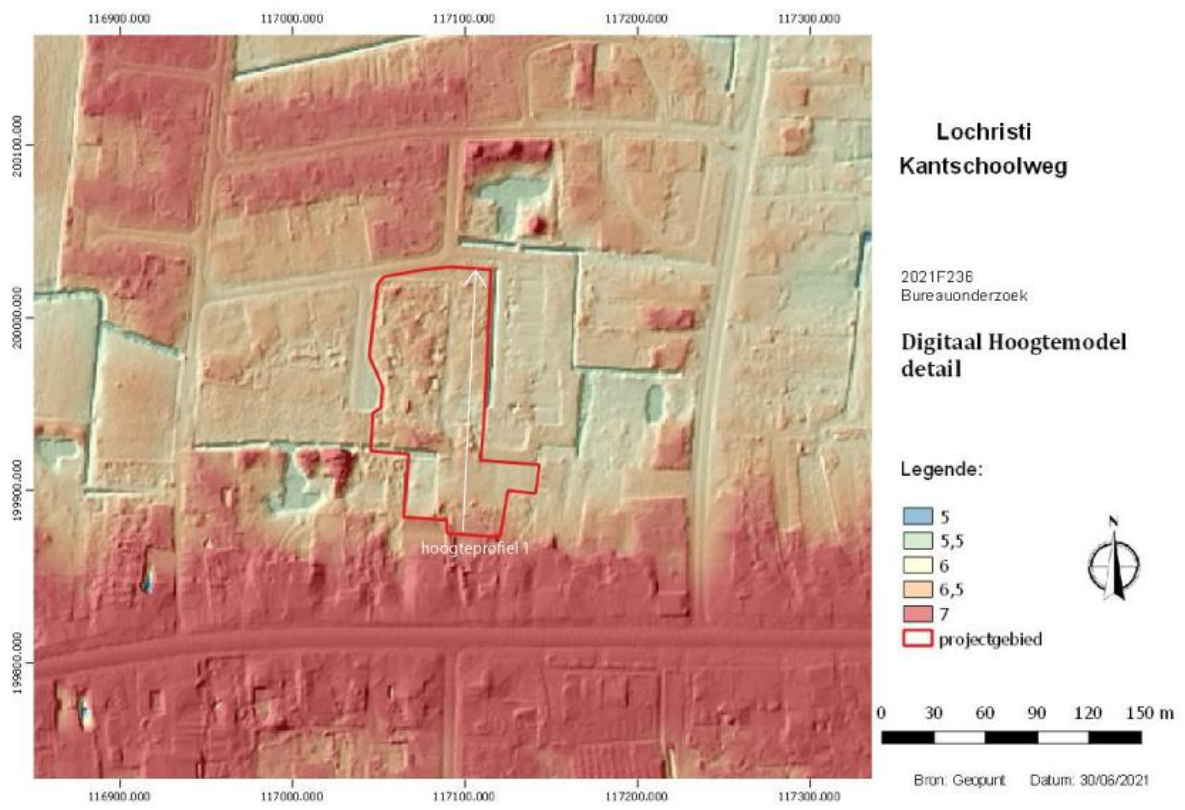 116900.000 117000.000 117100.000 117200.000 117300.000
200100.000
200000.000
199900.000
199800.000
hoogteprofiel 1
116900.000 117000.000 117100.000 117200.000 117300.000
Lochristi
Kantschoolweg
2021F236
Bureauonderzoek
Digitaal Hoogtemodel
detail
Legende:
5
5,5
6
6,5
7
projectgebied
N
0 30 60 90 120 150 m
Bron: Geopunt Datum: 30/06/2021